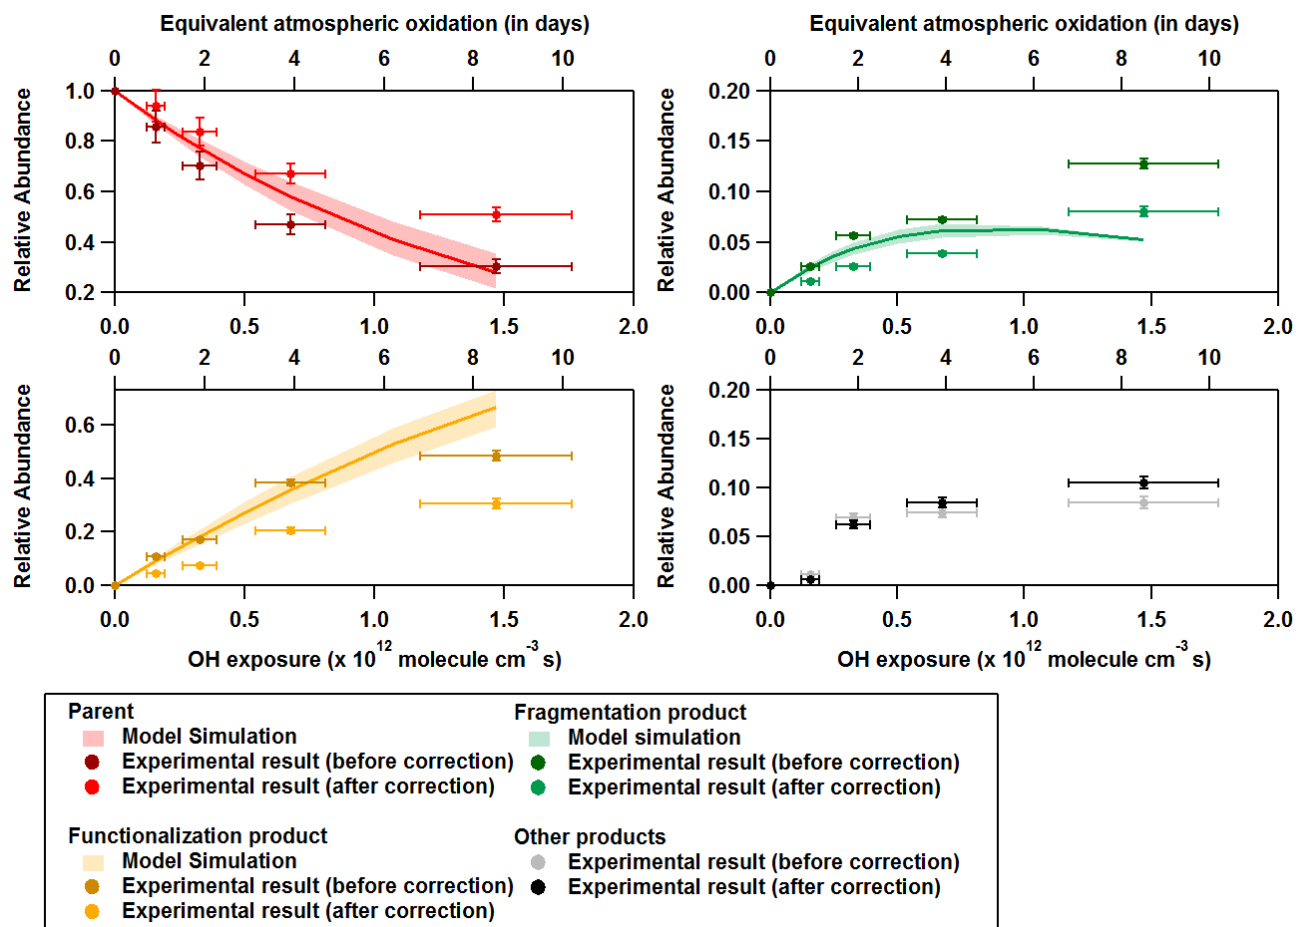 Equivalent atmospheric oxidation (in days)
0 2 4 6 8 10
Relative Abundance
1.0
0.8
0.6
0.4
0.2
0.0 0.5 1.0 1.5 2.0
Equivalent atmospheric oxidation (in days)
0 2 4 6 8 10
Relative Abundance
0.20
0.15
0.10
0.05
0.00
0.0 0.5 1.0 1.5 2.0
0 2 4 6 8 10
Relative Abundance
0.6
0.4
0.2
0.0
0.0 0.5 1.0 1.5 2.0
OH exposure (x 10^12 molecule cm^-3 s)
0 2 4 6 8 10
Relative Abundance
0.20
0.15
0.10
0.05
0.00
0.0 0.5 1.0 1.5 2.0
OH exposure (x 10^12 molecule cm^-3 s)
Parent
Model Simulation
Experimental result (before correction)
Experimental result (after correction)
Fragmentation product
Model simulation
Experimental result (before correction)
Experimental result (after correction)
Functionalization product
Model Simulation
Experimental result (before correction)
Experimental result (after correction)
Other products
Experimental result (before correction)
Experimental result (after correction)